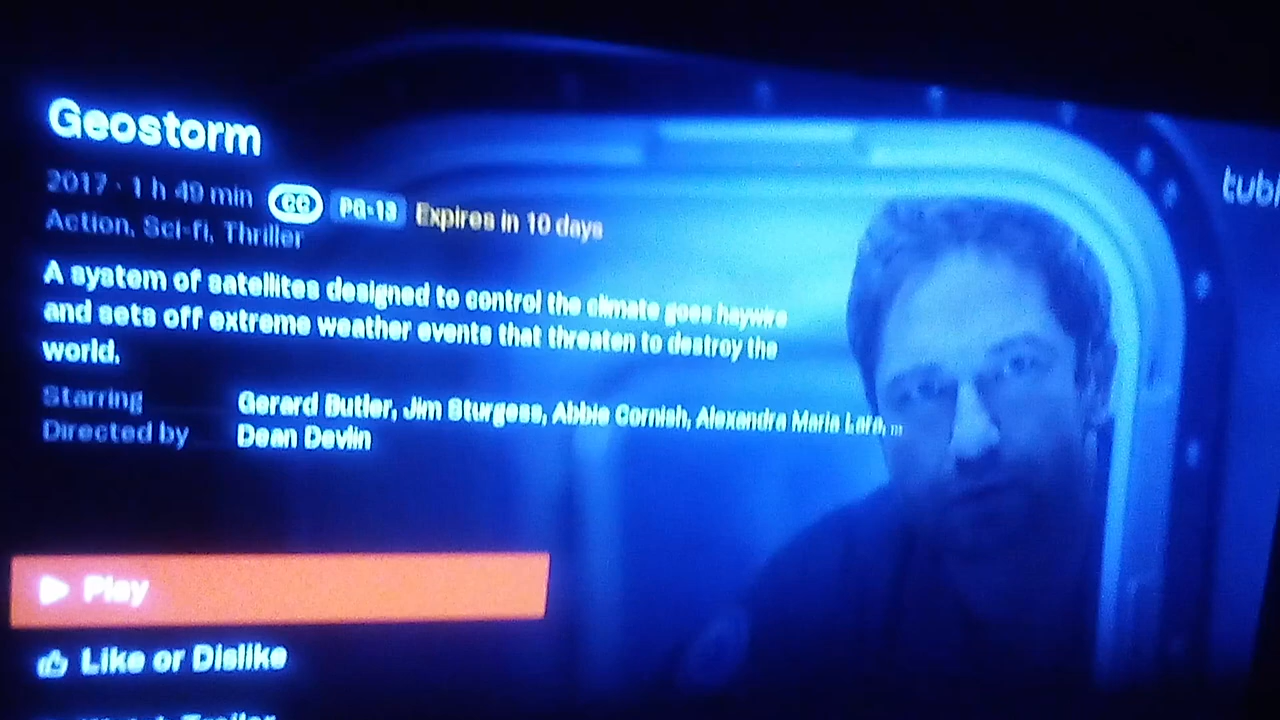 Geostorm
tubi
2017 · 1 h 49 min CC PG-13 Expires in 10 days
Action, Sci-fi, Thriller
A system of satellites designed to control the climate goes haywire
and sets off extreme weather events that threaten to destroy the
world.
Starring Gerard Butler, Jim Sturgess, Abbie Cornish, Alexandra Maria Lara, ...
Directed by Dean Devlin
Play
Like or Dislike
Trailer